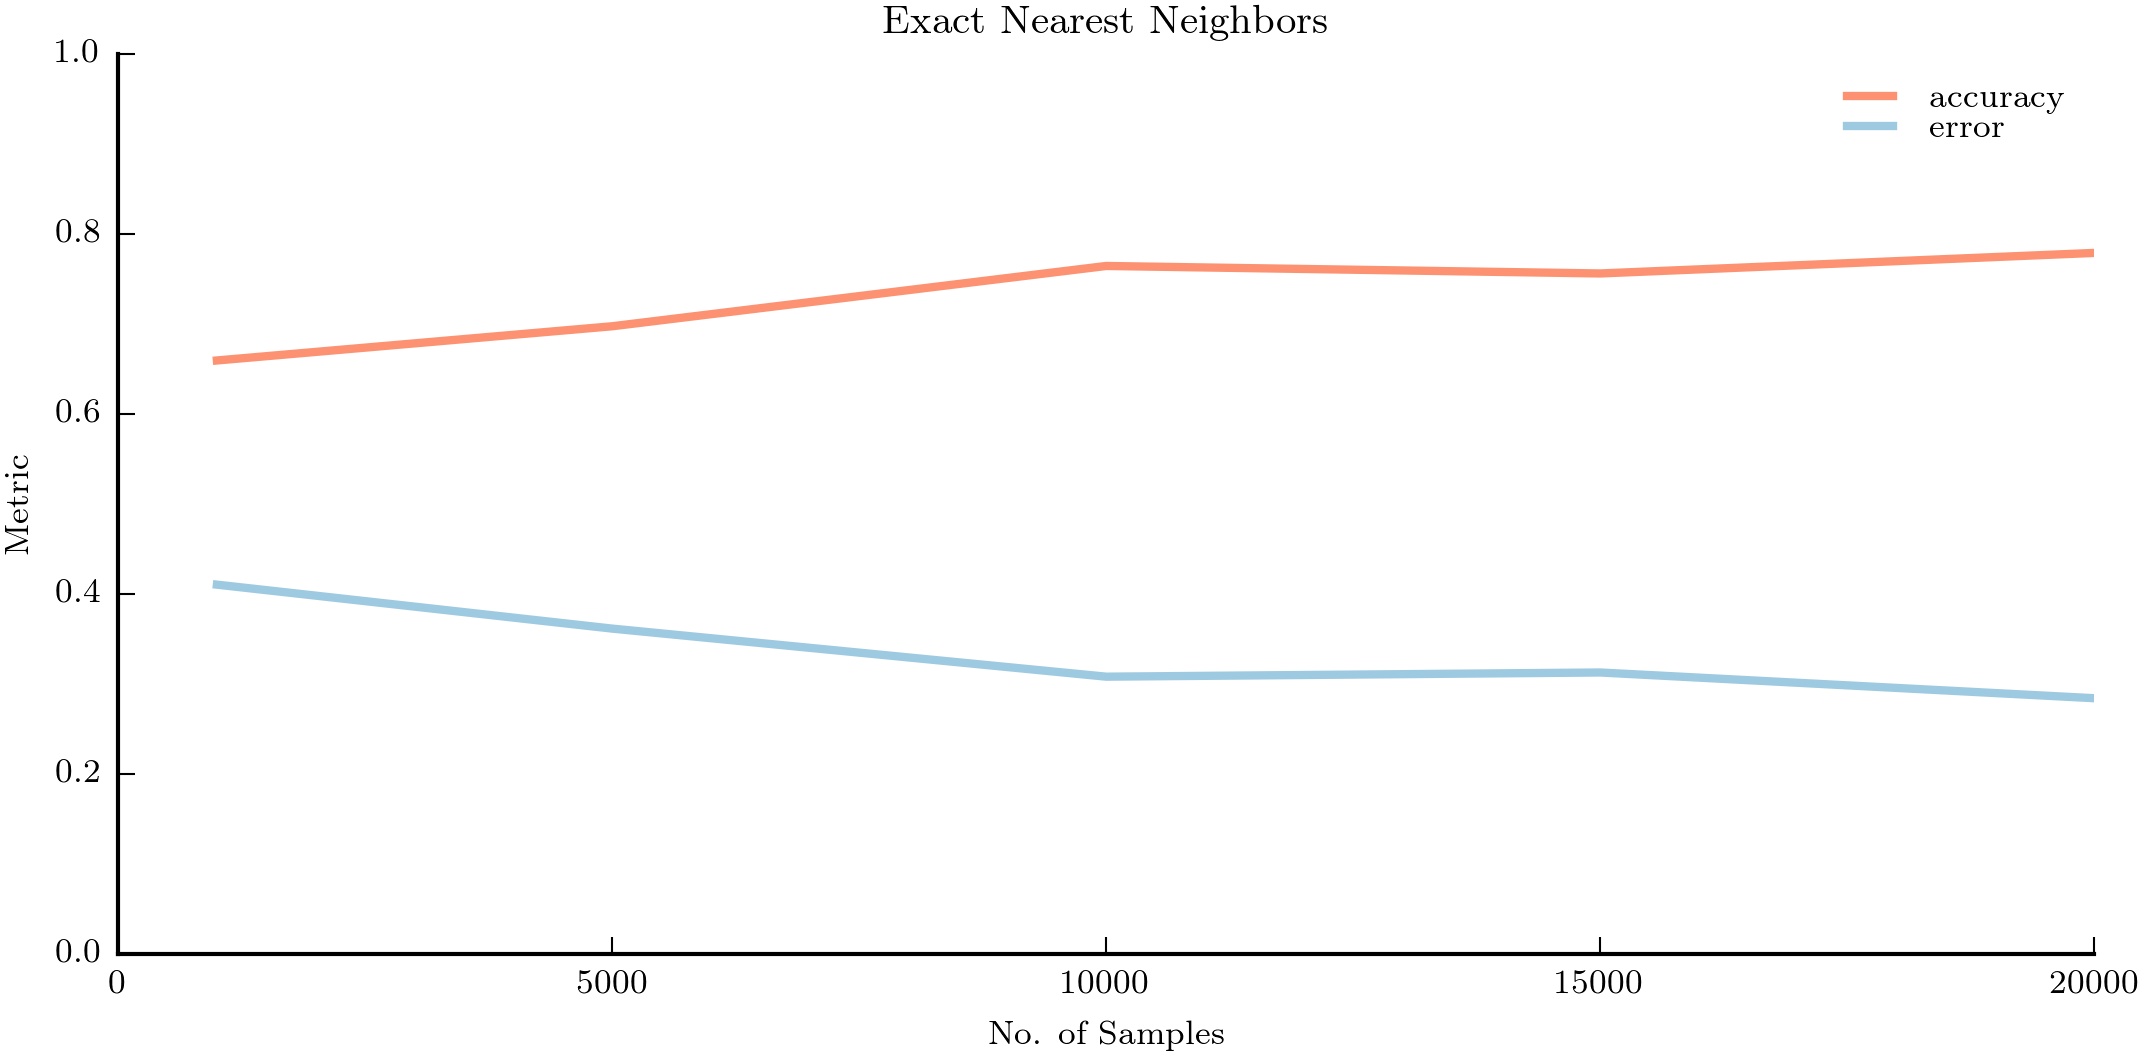 Exact Nearest Neighbors
1.0
accuracy
error
0.8
0.6
Metric
0.4
0.2
0.0
0 5000 10000 15000 20000
No. of Samples